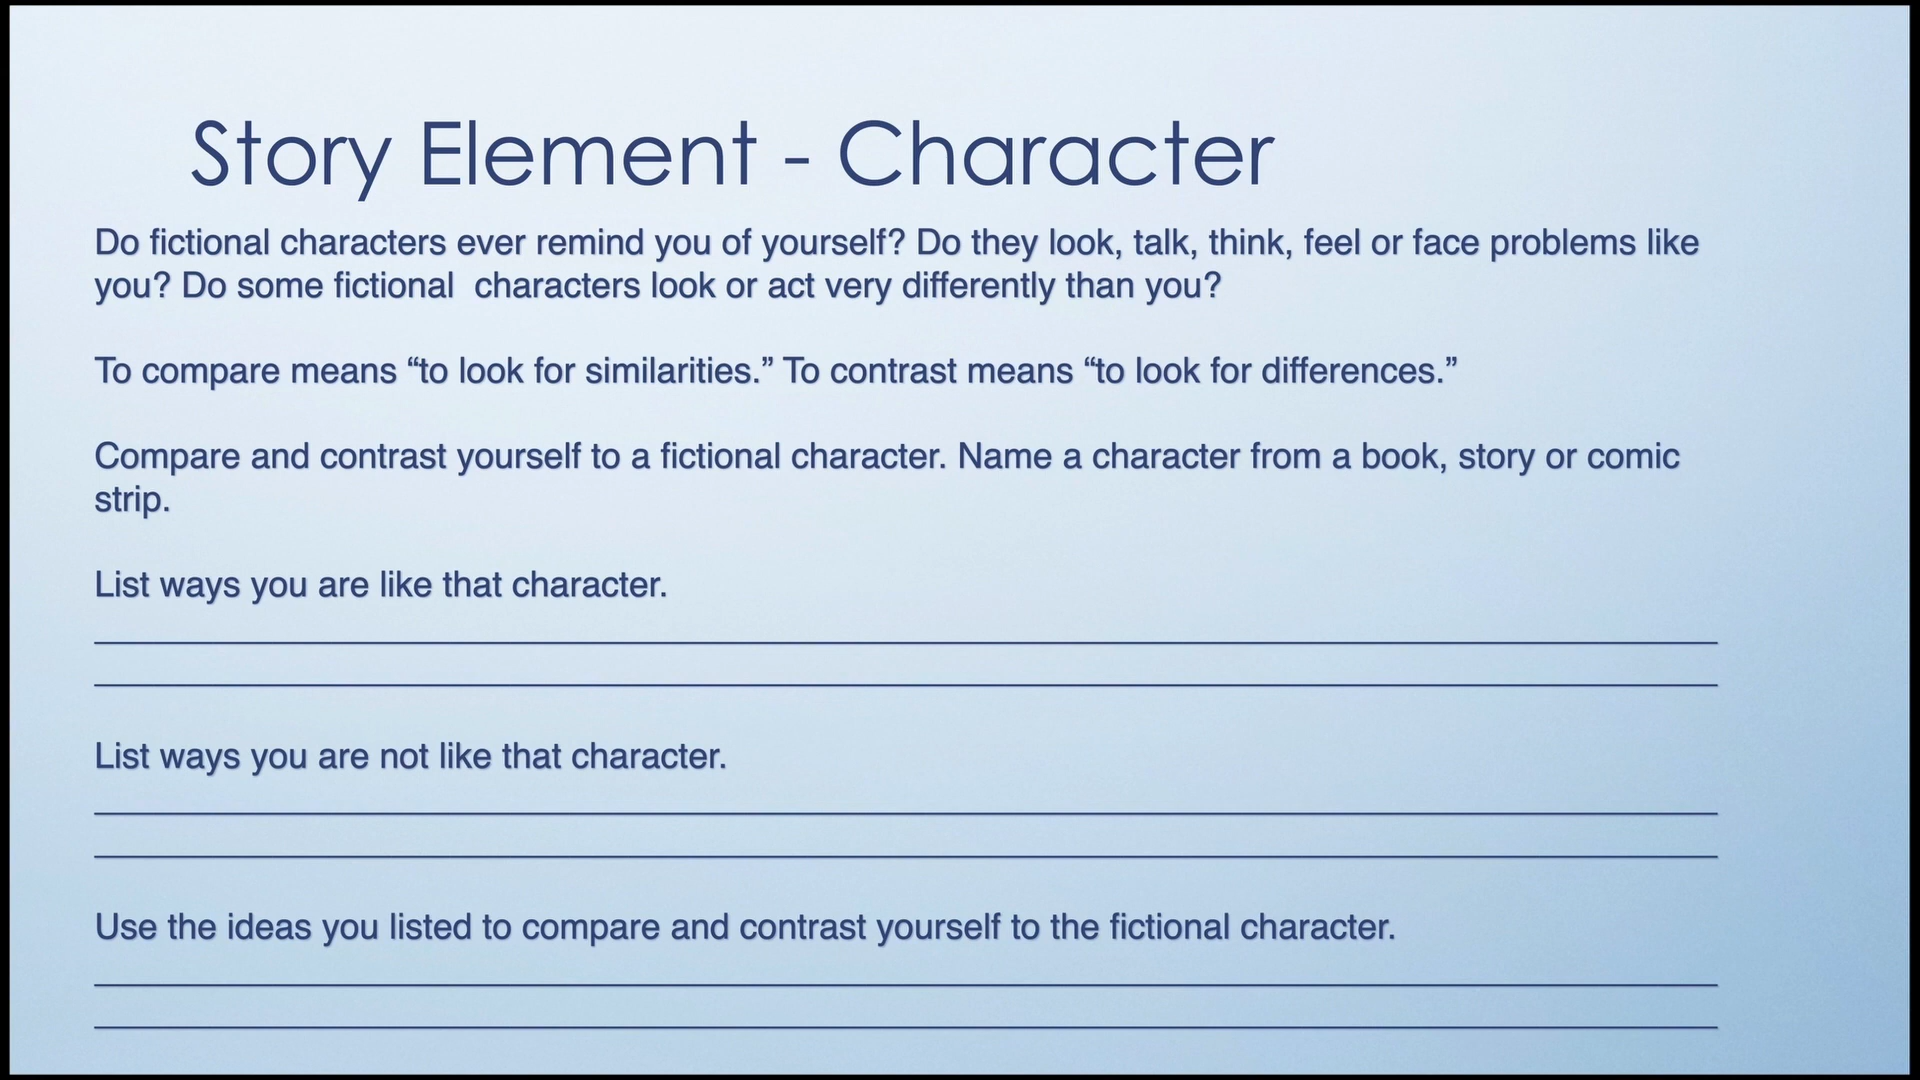 Story Element - Character
Do fictional characters ever remind you of yourself? Do they look, talk, think, feel or face problems like
you? Do some fictional  characters look or act very differently than you?
To compare means “to look for similarities.” To contrast means “to look for differences.”
Compare and contrast yourself to a fictional character. Name a character from a book, story or comic
strip.
List ways you are like that character.
List ways you are not like that character.
Use the ideas you listed to compare and contrast yourself to the fictional character.